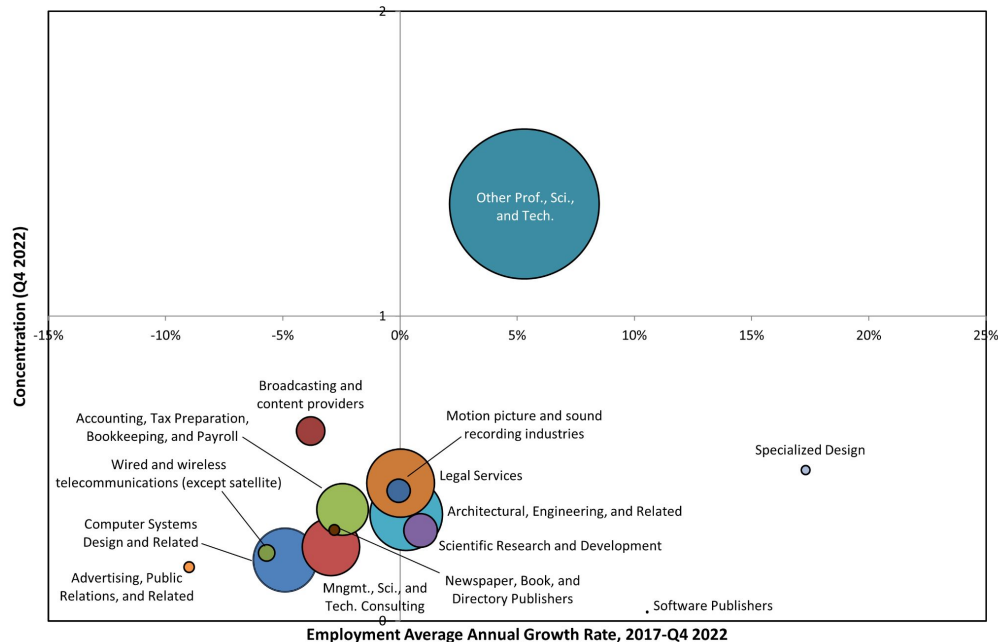 2
Other Prof., Sci.,
and Tech.
Concentration (Q4 2022)
1
-15%
-10%
-5%
0%
5%
10%
15%
20%
25%
Broadcasting and
content providers
Accounting, Tax Preparation,
Bookkeeping, and Payroll
Motion picture and sound
recording industries
Specialized Design
Wired and wireless
telecommunications (except satellite)
Legal Services
Architectural, Engineering, and Related
Computer Systems
Design and Related
Scientific Research and Development
Advertising, Public
Relations, and Related
Mngmt., Sci., and
Tech. Consulting
Newspaper, Book, and
Directory Publishers
Software Publishers
0
Employment Average Annual Growth Rate, 2017-Q4 2022